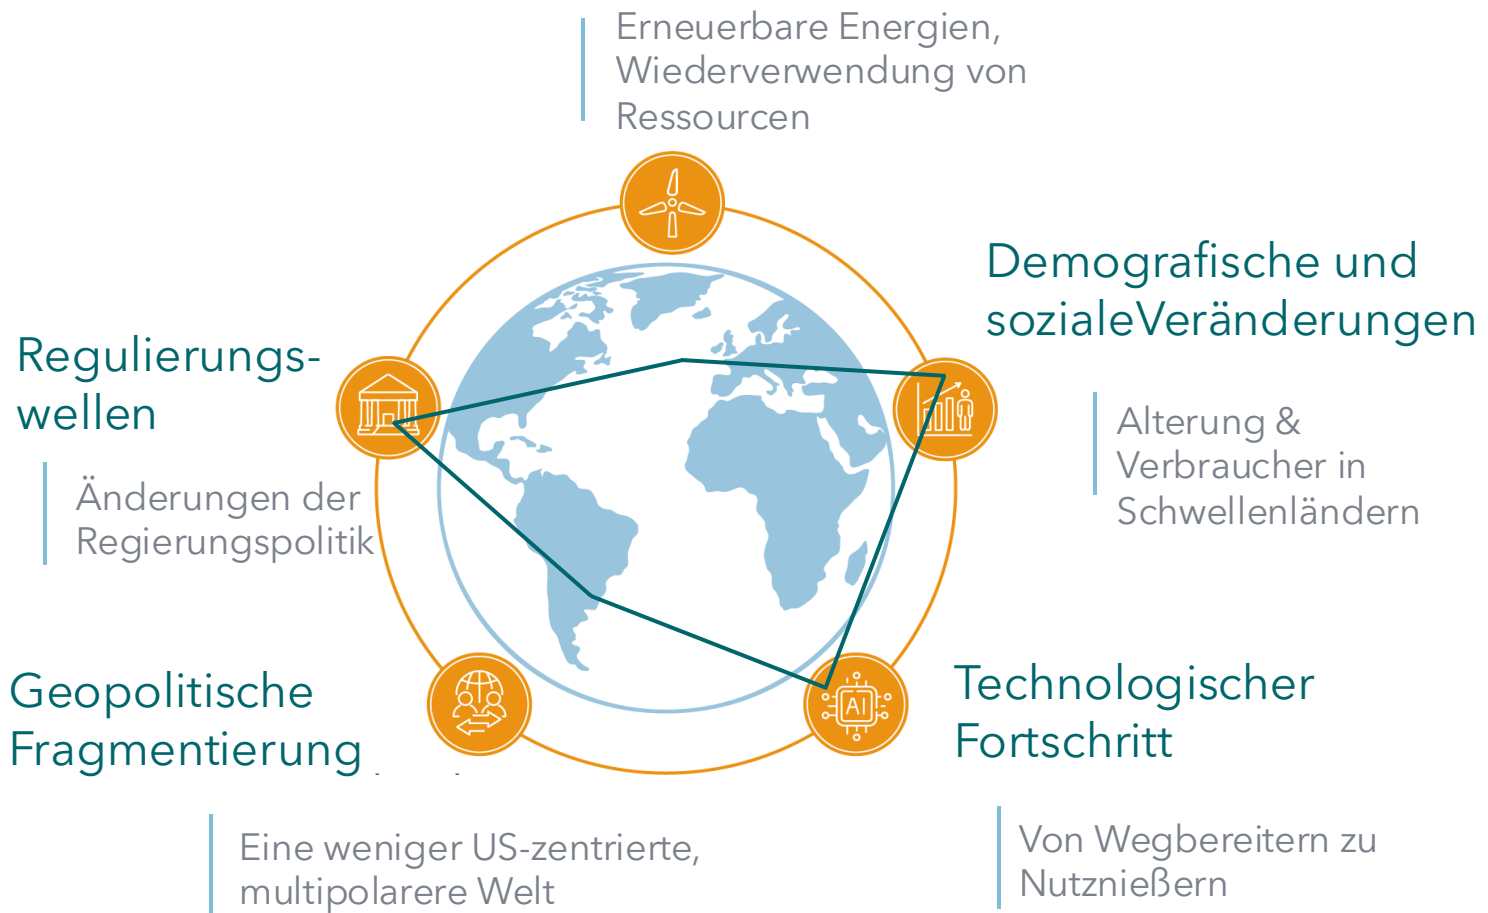 Erneuerbare Energien,
Wiederverwendung von
Ressourcen
Demografische und
sozialeVeränderungen
Alterung &
Verbraucher in
Schwellenländern
Regulierungs-
wellen
Änderungen der
Regierungspolitik
Geopolitische
Fragmentierung
Eine weniger US-zentrierte,
multipolarere Welt
AI
Technologischer
Fortschritt
Von Wegbereitern zu
Nutznießern